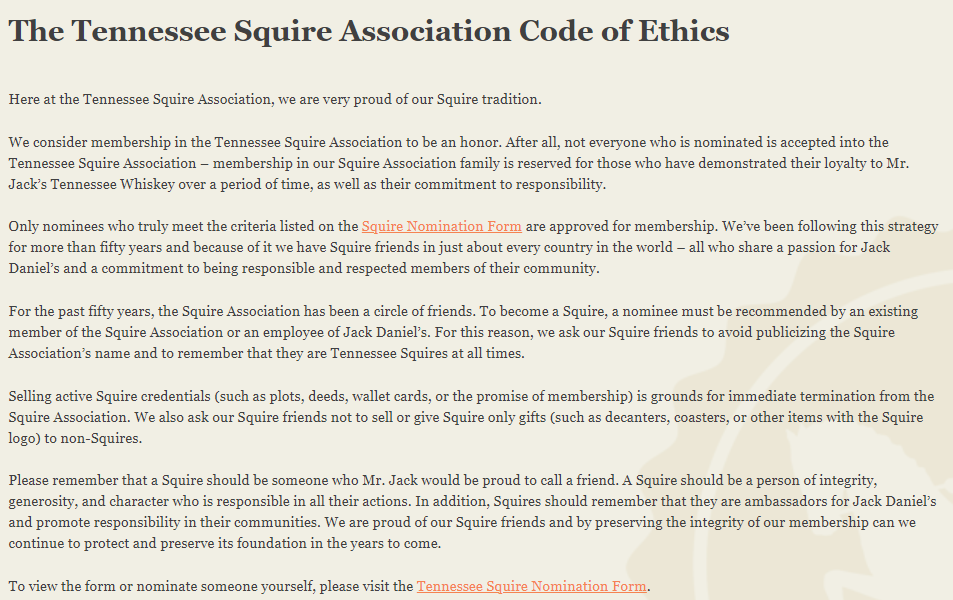 The Tennessee Squire Association Code of Ethics
Here at the Tennessee Squire Association, we are very proud of our Squire tradition.
We consider membership in the Tennessee Squire Association to be an honor. After all, not everyone who is nominated is accepted into the
Tennessee Squire Association – membership in our Squire Association family is reserved for those who have demonstrated their loyalty to Mr.
Jack’s Tennessee Whiskey over a period of time, as well as their commitment to responsibility.
Only nominees who truly meet the criteria listed on the Squire Nomination Form are approved for membership. We’ve been following this strategy
for more than fifty years and because of it we have Squire friends in just about every country in the world – all who share a passion for Jack
Daniel’s and a commitment to being responsible and respected members of their community.
For the past fifty years, the Squire Association has been a circle of friends. To become a Squire, a nominee must be recommended by an existing
member of the Squire Association or an employee of Jack Daniel’s. For this reason, we ask our Squire friends to avoid publicizing the Squire
Association’s name and to remember that they are Tennessee Squires at all times.
Selling active Squire credentials (such as plots, deeds, wallet cards, or the promise of membership) is grounds for immediate termination from the
Squire Association. We also ask our Squire friends not to sell or give Squire only gifts (such as decanters, coasters, or other items with the Squire
logo) to non-Squires.
Please remember that a Squire should be someone who Mr. Jack would be proud to call a friend. A Squire should be a person of integrity,
generosity, and character who is responsible in all their actions. In addition, Squires should remember that they are ambassadors for Jack Daniel’s
and promote responsibility in their communities. We are proud of our Squire friends and by preserving the integrity of our membership can we
continue to protect and preserve its foundation in the years to come.
To view the form or nominate someone yourself, please visit the Tennessee Squire Nomination Form.